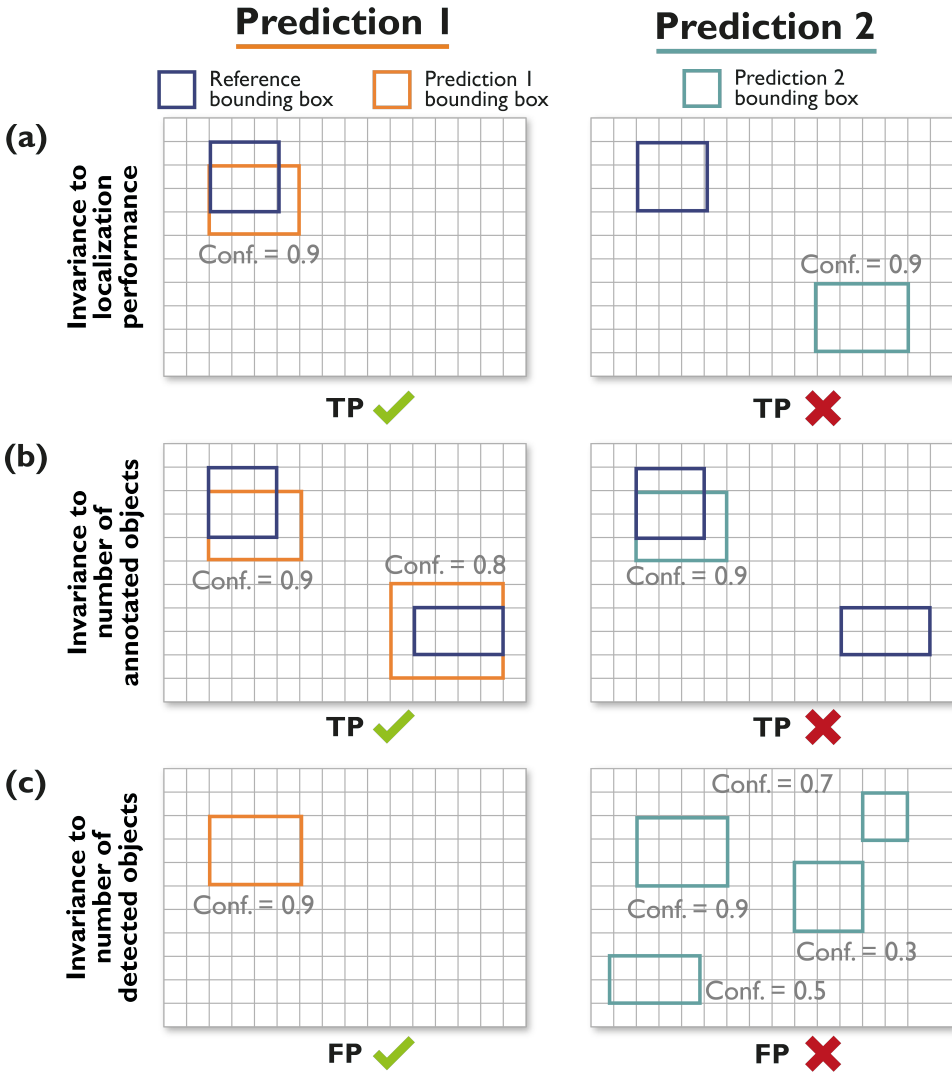 Prediction 1
Prediction 2
Reference
bounding box
Prediction 1
bounding box
Prediction 2
bounding box
(a)
Invariance to
localization
performance
Conf. = 0.9
Conf. = 0.9
TP
TP
(b)
Invariance to
number of
annotated objects
Conf. = 0.9
Conf. = 0.8
Conf. = 0.9
TP
TP
(c)
Invariance to
number of
detected objects
Conf. = 0.9
Conf. = 0.7
Conf. = 0.9
Conf. = 0.3
Conf. = 0.5
FP
FP